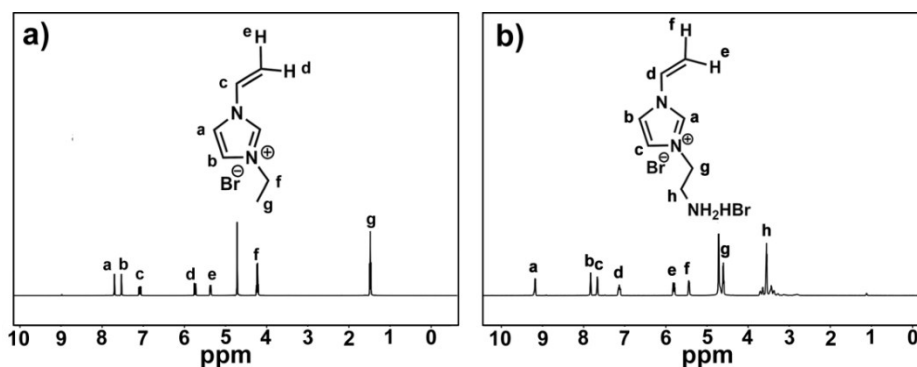 a)
e H
H d
c
N
a
b
N ⊕
Br ⊖
f
g
a b c d e f g
10 9 8 7 6 5 4 3 2 1 0
ppm
b)
f H
H e
d
N
b a
c
N ⊕
Br ⊖
g
h
NH2HBr
a b c d e f g h
10 9 8 7 6 5 4 3 2 1 0
ppm